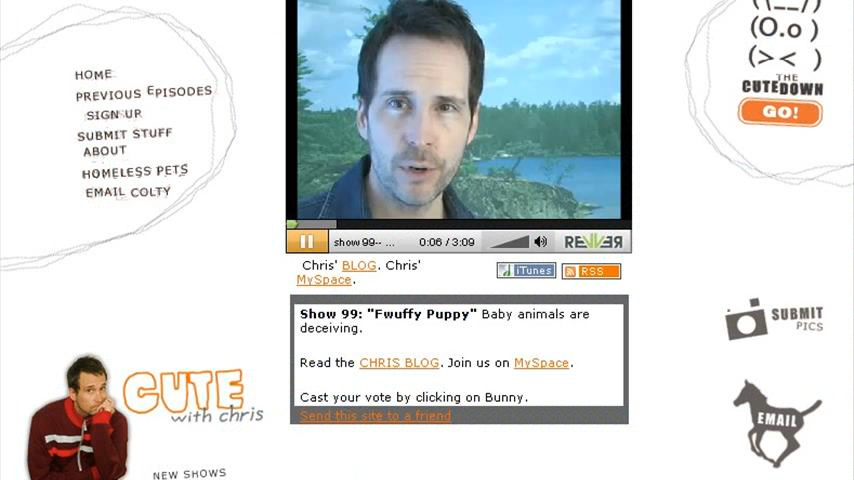 HOME
PREVIOUS EPISODES
SIGN UR
SUBMIT STUFF
ABOUT
HOMELESS PETS
EMAIL COLTY
(O.o )
(> < )
THE
CUTEDOWN
GO!
show 99-- ...
0:06 / 3:09
REVVER
Chris' BLOG. Chris'
MySpace.
iTunes
RSS
Show 99: "Fwuffy Puppy" Baby animals are
deceiving.
Read the CHRIS BLOG. Join us on MySpace.
Cast your vote by clicking on Bunny.
Send this site to a friend
SUBMIT
PICS
CUTE
with chris
EMAIL
NEW SHOWS